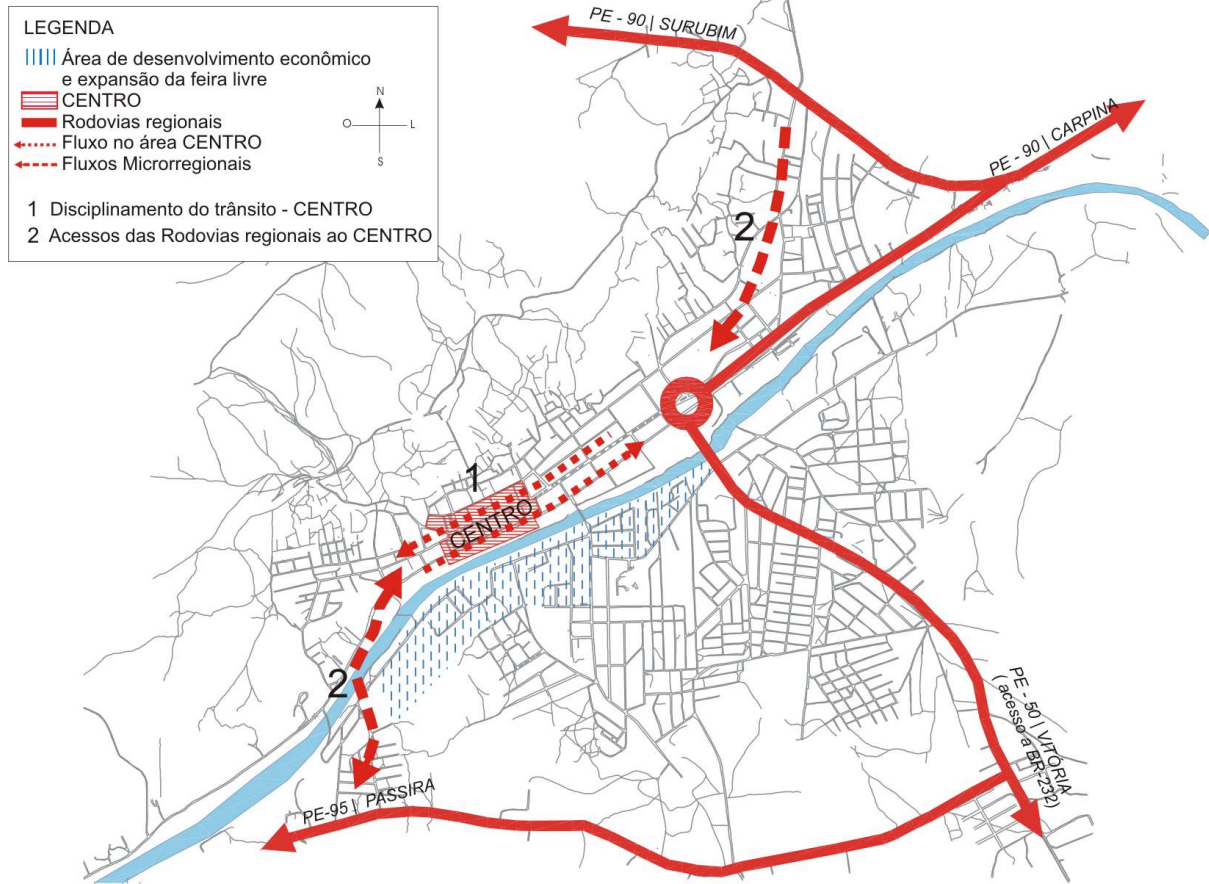 LEGENDA
Área de desenvolvimento econômico
e expansão da feira livre
CENTRO
Rodovias regionais
Fluxo no área CENTRO
Fluxos Microrregionais
1 Disciplinamento do trânsito - CENTRO
2 Acessos das Rodovias regionais ao CENTRO
N
O
L
S
PE - 90 | SURUBIM
PE - 90 | CARPINA
2
1
CENTRO
2
PE-95 | PASSIRA
PE - 50 | VITÓRIA
( acesso a BR-232)